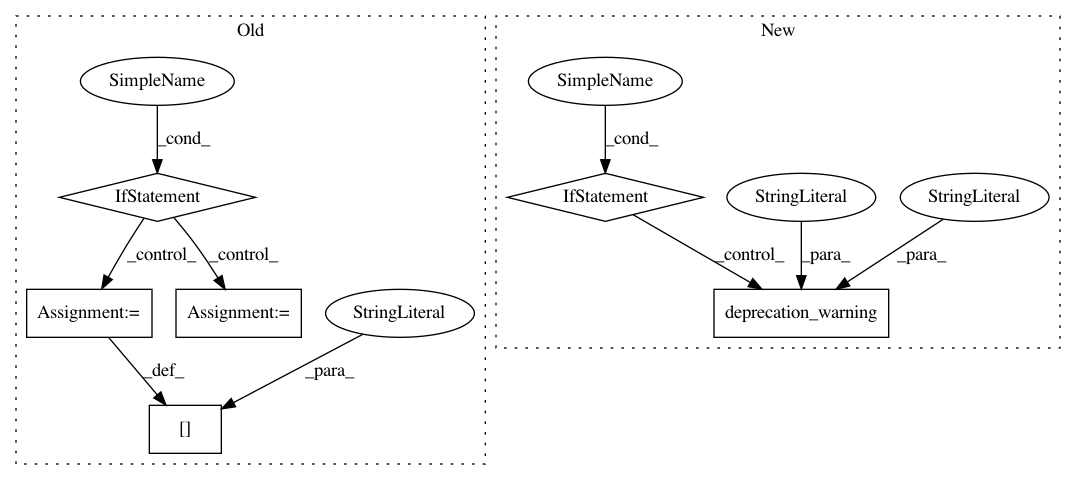 Old
SimpleName
_cond_
IfStatement
_control_
_control_
Assignment:=
Assignment:=
StringLiteral
_def_
_para_
[]
New
SimpleName
_cond_
IfStatement
StringLiteral
StringLiteral
_control_
_para_
_para_
deprecation_warning